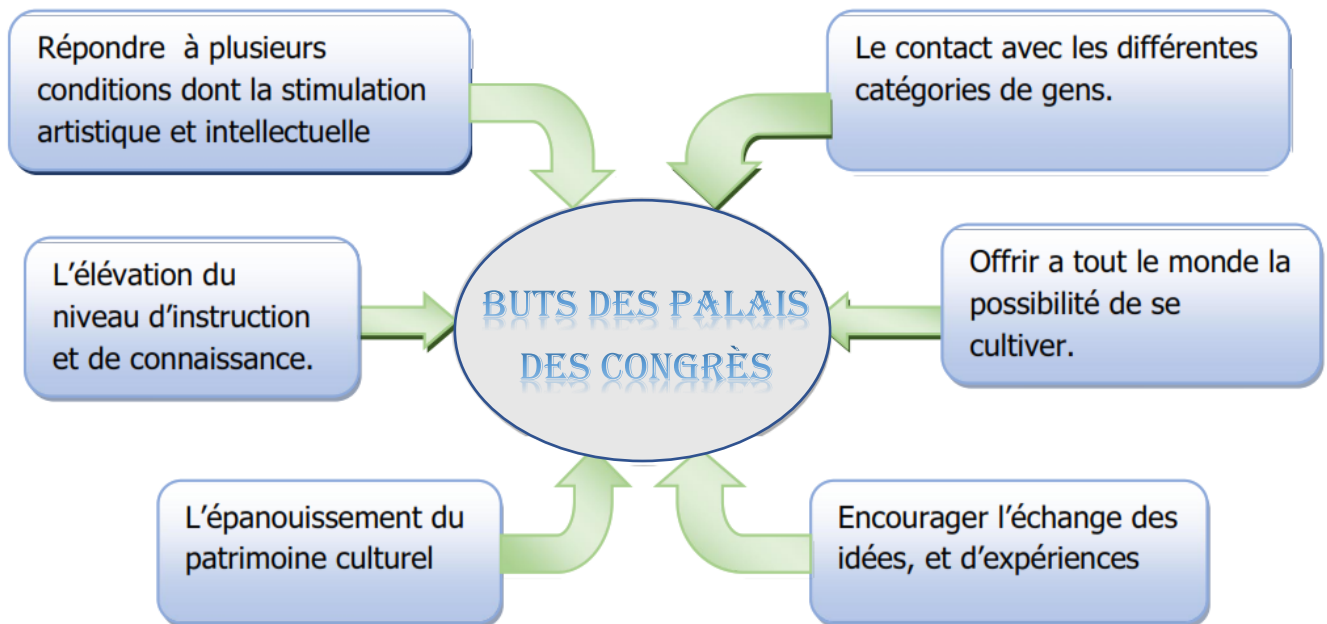 Répondre à plusieurs
conditions dont la stimulation
artistique et intellectuelle
Le contact avec les différentes
catégories de gens.
L'élévation du
niveau d'instruction
et de connaissance.
BUTS DES PALAIS
DES CONGRÈS
Offrir a tout le monde la
possibilité de se
cultiver.
L'épanouissement du
patrimoine culturel
Encourager l'échange des
idées, et d'expériences